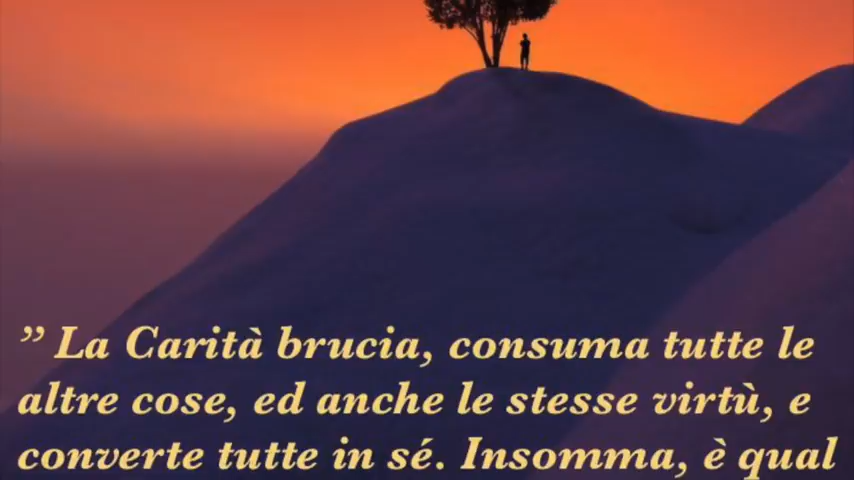 ” La Carità brucia, consuma tutte le
altre cose, ed anche le stesse virtù, e
converte tutte in sé. Insomma, è qual